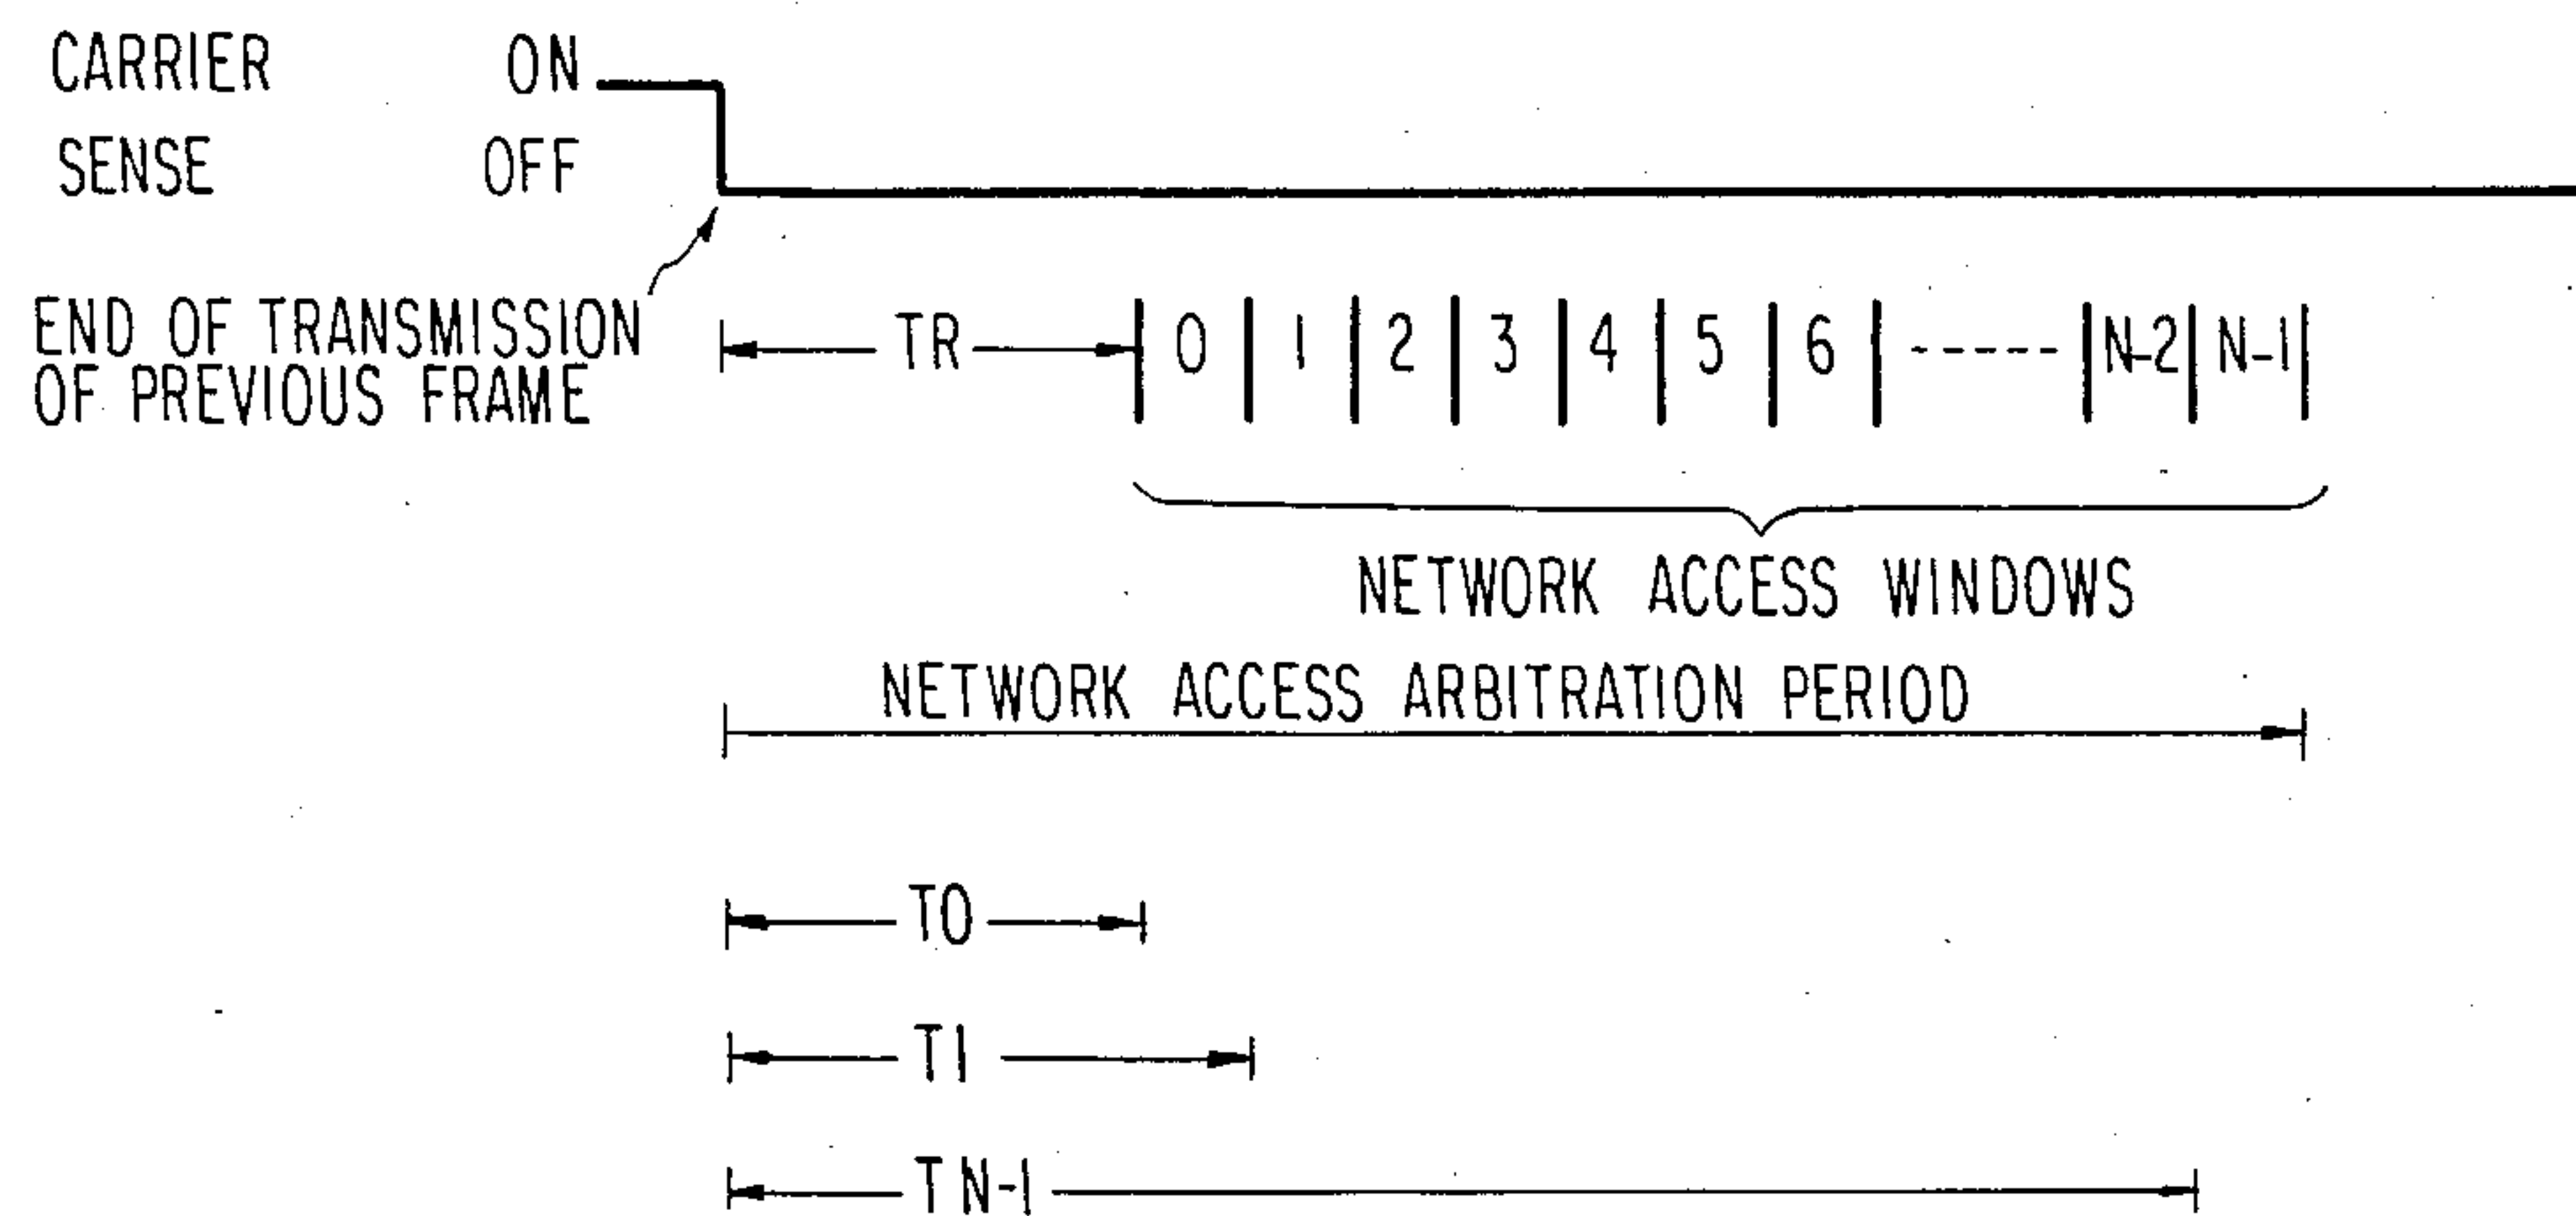 CARRIER ON
SENSE OFF
END OF TRANSMISSION
OF PREVIOUS FRAME
TR 0 1 2 3 4 5 6 ----- N-2 N-1
NETWORK ACCESS WINDOWS
NETWORK ACCESS ARBITRATION PERIOD
T0
T1
TN-1